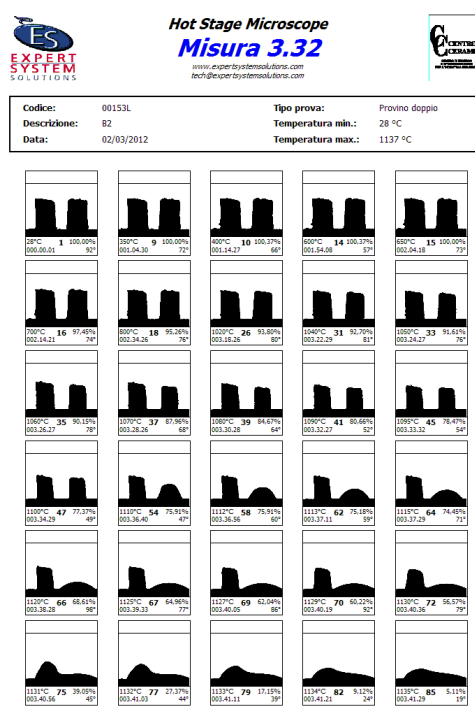 Hot Stage Microscope
ES
EXPERT
SYSTEM
SOLUTIONS
Misura 3.32
www.expertsystemsolutions.com
tech@expertsystemsolutions.com
CC
CENTRO
CERAM
Codice: 00153L Tipo prova: Provino doppio
Descrizione: B2 Temperatura min.: 28 °C
Data: 02/03/2012 Temperatura max.: 1137 °C
28°C 1 100,00% 350°C 9 100,00% 400°C 10 100,37% 600°C 14 100,37% 650°C 15 100,00%
000.00.01 92° 001.04.30 72° 001.14.27 66° 001.54.08 57° 002.04.18 73°
700°C 16 97,45% 800°C 18 95,26% 1020°C 26 93,80% 1040°C 31 92,70% 1050°C 33 91,61%
002.14.21 74° 002.34.26 76° 003.18.26 80° 003.22.29 81° 003.24.27 76°
1060°C 35 90,15% 1070°C 37 87,96% 1080°C 39 84,67% 1090°C 41 80,66% 1095°C 45 78,47%
003.26.27 78° 003.28.26 68° 003.30.28 64° 003.32.27 52° 003.33.32 54°
1100°C 47 77,37% 1110°C 54 75,91% 1112°C 58 75,91% 1113°C 62 75,18% 1115°C 64 74,45%
003.34.29 49° 003.36.40 47° 003.36.56 60° 003.37.11 59° 003.37.29 71°
1120°C 66 68,61% 1125°C 67 64,96% 1127°C 69 62,04% 1129°C 70 60,22% 1130°C 72 56,57%
003.38.28 98° 003.39.33 77° 003.40.05 86° 003.40.19 92° 003.40.36 79°
1131°C 75 39,05% 1132°C 77 27,37% 1133°C 79 17,15% 1134°C 82 9,12% 1135°C 85 5,11%
003.40.56 45° 003.41.03 44° 003.41.11 39° 003.41.21 24° 003.41.29 19°